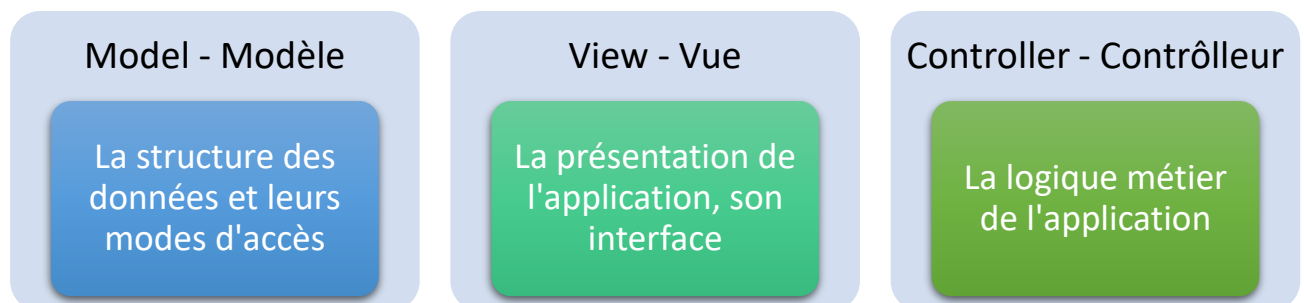 Model - Modèle
La structure des
données et leurs
modes d'accès
View - Vue
La présentation de
l'application, son
interface
Controller - Contrôlleur
La logique métier
de l'application